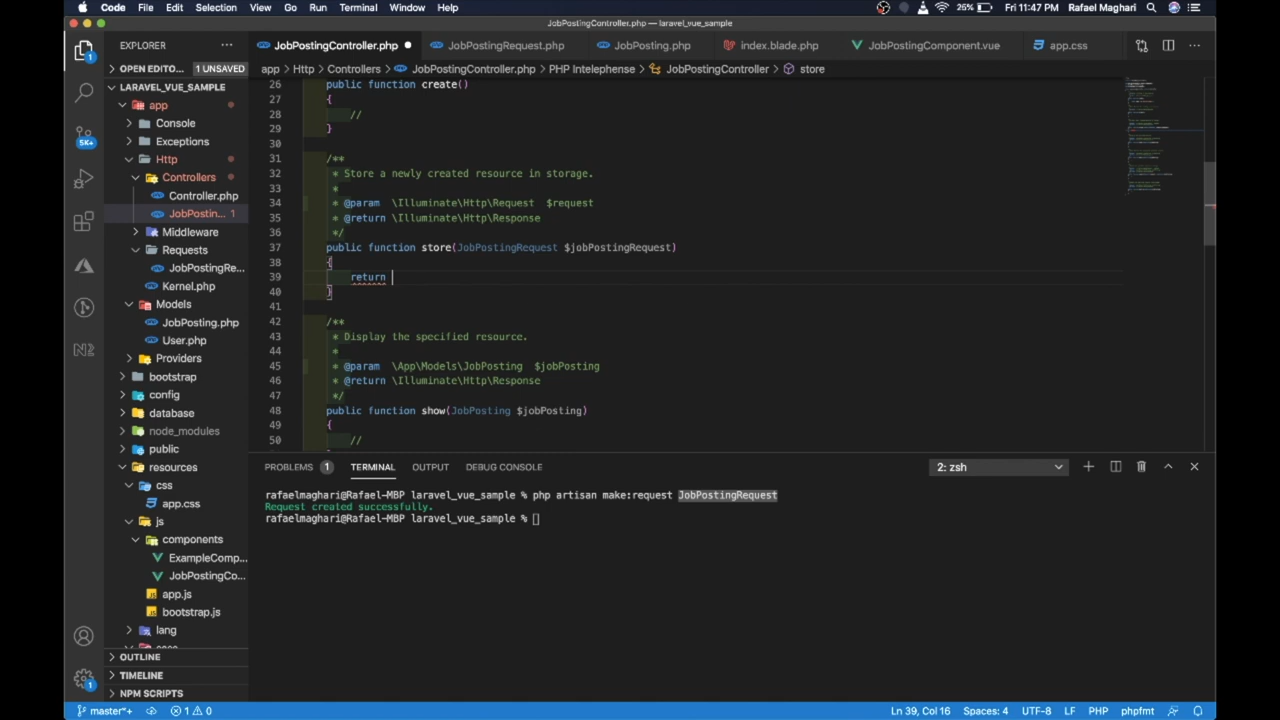 Code File Edit Selection View Go Run Terminal Window Help 26% Fri 11:47 PM Rafael Maghari
JobPostingController.php — laravel_vue_sample
EXPLORER
JobPostingController.php
JobPostingRequest.php
JobPosting.php
index.blade.php
JobPostingComponent.vue
app.css
OPEN EDITO... 1 UNSAVED
app > Http > Controllers > JobPostingController.php > PHP Intelephense > JobPostingController > store
LARAVEL_VUE_SAMPLE
app
Console
Exceptions
Http
Controllers
Controller.php
JobPostin... 1
Middleware
Requests
JobPostingRe...
Kernel.php
Models
JobPosting.php
User.php
Providers
bootstrap
config
database
node_modules
public
resources
css
app.css
js
components
ExampleComp...
JobPostingCo...
app.js
bootstrap.js
lang
OUTLINE
TIMELINE
NPM SCRIPTS
1
5K+
1
26 public function create()
27 {
28 //
29 }
30
31 /**
32 * Store a newly created resource in storage.
33 *
34 * @param \Illuminate\Http\Request $request
35 * @return \Illuminate\Http\Response
36 */
37 public function store(JobPostingRequest $jobPostingRequest)
38 {
39 return
40 }
41
42 /**
43 * Display the specified resource.
44 *
45 * @param \App\Models\JobPosting $jobPosting
46 * @return \Illuminate\Http\Response
47 */
48 public function show(JobPosting $jobPosting)
49 {
50 //
PROBLEMS 1 TERMINAL OUTPUT DEBUG CONSOLE 2: zsh
rafaelmaghari@Rafael-MBP laravel_vue_sample % php artisan make:request JobPostingRequest
Request created successfully.
rafaelmaghari@Rafael-MBP laravel_vue_sample %
master*+ 1 0 Ln 39, Col 16 Spaces: 4 UTF-8 LF PHP phpfmt